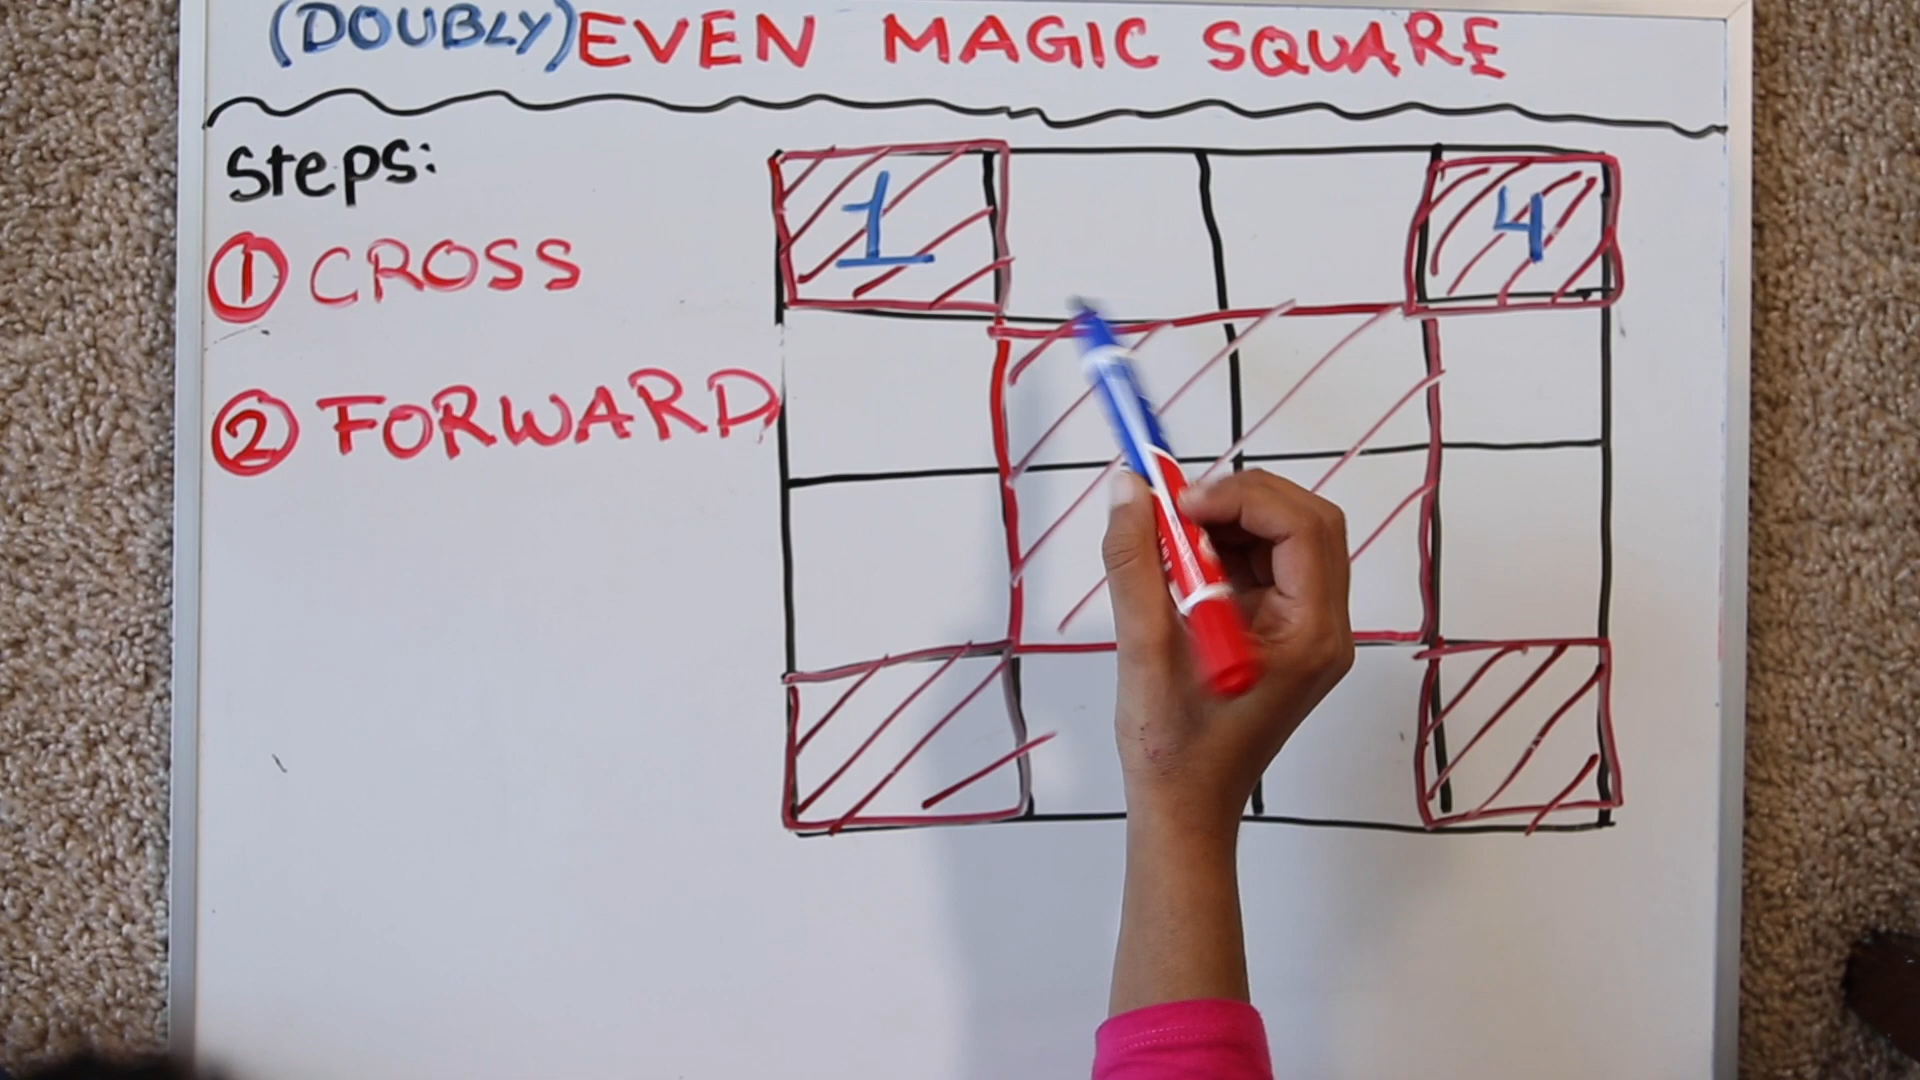 (DOUBLY) EVEN MAGIC SQUARE
Steps:
① CROSS
② FORWARD
1 4